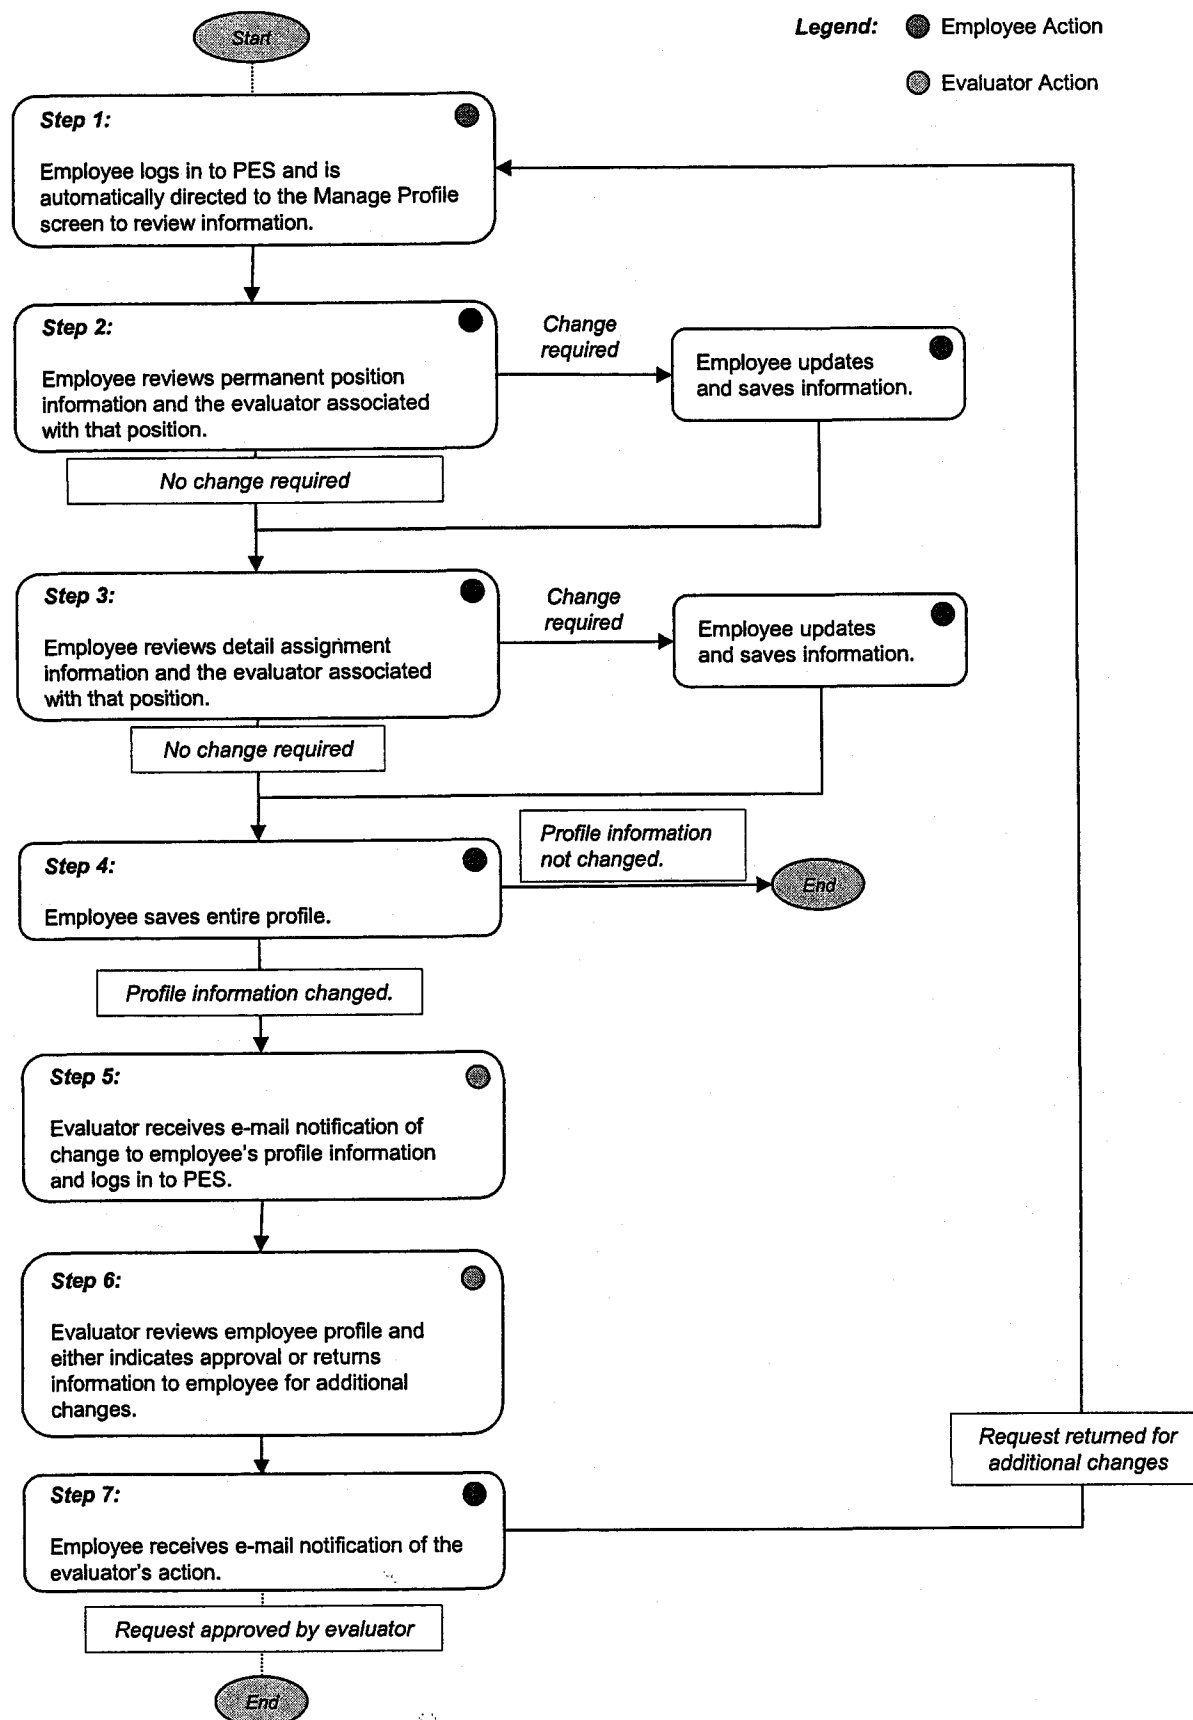 Start
Legend:
Employee Action
Evaluator Action
Step 1:
Employee logs in to PES and is
automatically directed to the Manage Profile
screen to review information.
Step 2:
Employee reviews permanent position
information and the evaluator associated
with that position.
Change
required
Employee updates
and saves information.
No change required
Step 3:
Employee reviews detail assignment
information and the evaluator associated
with that position.
Change
required
Employee updates
and saves information.
No change required
Step 4:
Employee saves entire profile.
Profile information
not changed.
End
Profile information changed.
Step 5:
Evaluator receives e-mail notification of
change to employee's profile information
and logs in to PES.
Step 6:
Evaluator reviews employee profile and
either indicates approval or returns
information to employee for additional
changes.
Request returned for
additional changes
Step 7:
Employee receives e-mail notification of the
evaluator's action.
Request approved by evaluator
End